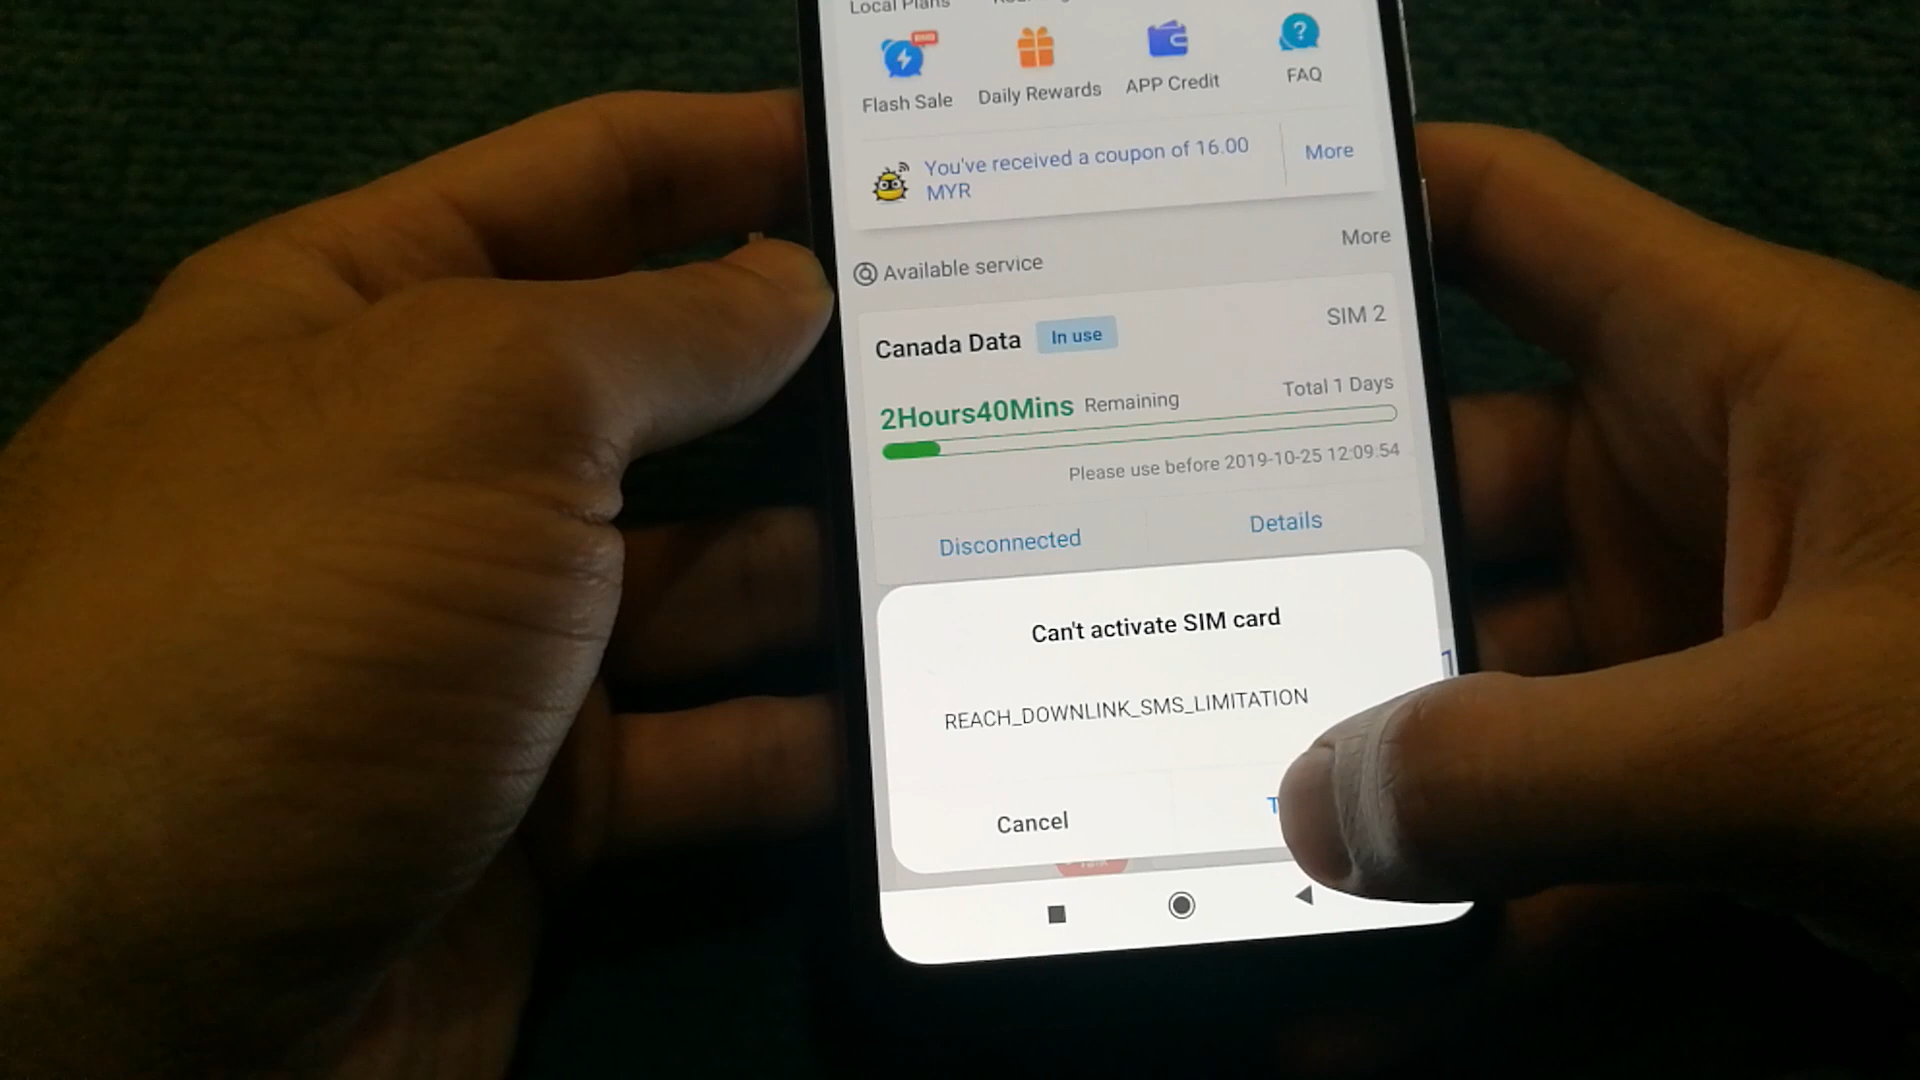 Local Plans
Flash Sale
Daily Rewards
APP Credit
FAQ
You've received a coupon of 16.00
MYR
More
Available service
More
Canada Data
In use
SIM 2
2Hours40Mins Remaining
Total 1 Days
Please use before 2019-10-25 12:09:54
Disconnected
Details
Can't activate SIM card
REACH_DOWNLINK_SMS_LIMITATION
Cancel